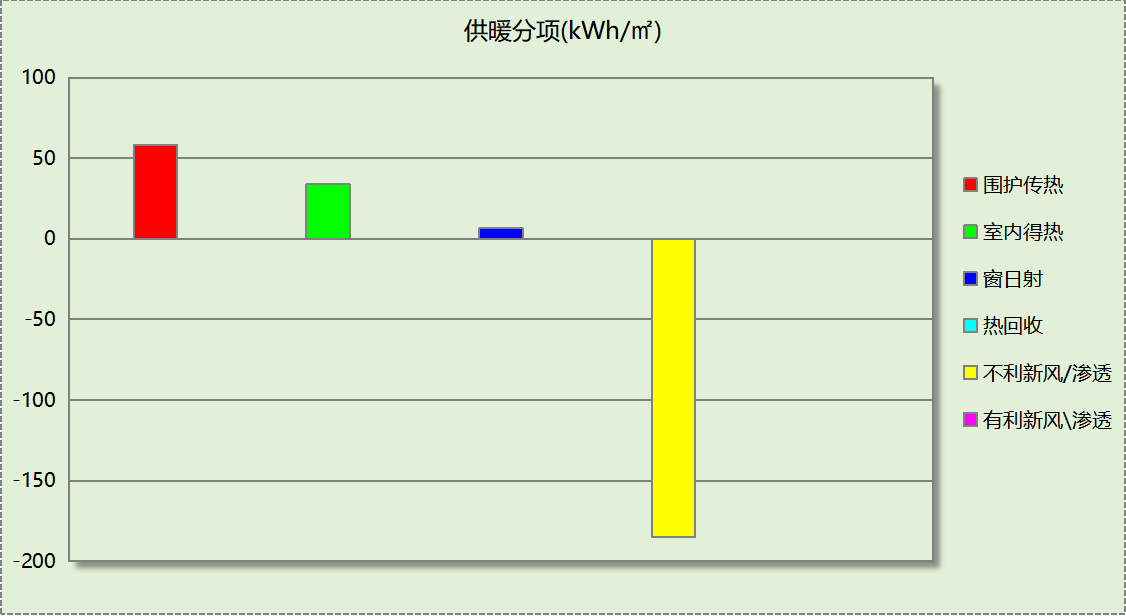 供暖分项(kWh/㎡)
100
50
0
-50
-100
-150
-200
围护传热
室内得热
窗日射
热回收
不利新风/渗透
有利新风\渗透